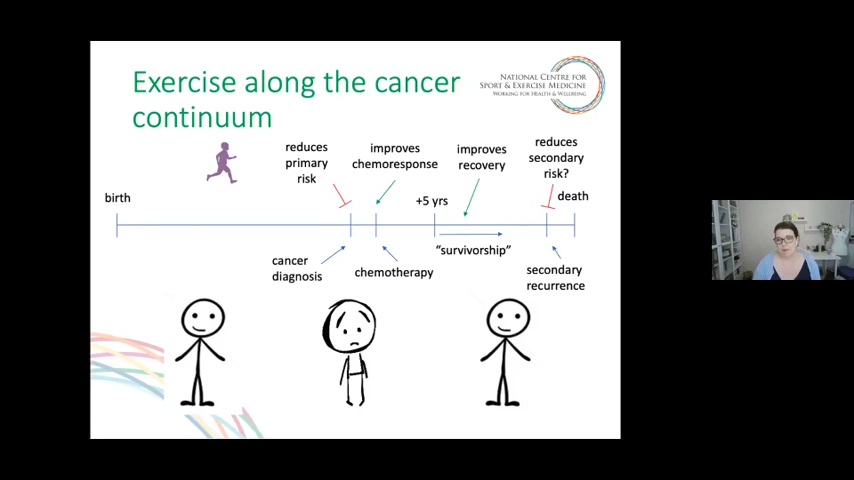 Exercise along the cancer
continuum
NATIONAL CENTRE FOR
SPORT & EXERCISE MEDICINE
WORKING FOR HEALTH & WELLBEING
reduces
primary
risk
improves
chemoresponse
improves
recovery
reduces
secondary
risk?
birth
+5 yrs
death
"survivorship"
cancer
diagnosis
chemotherapy
secondary
recurrence